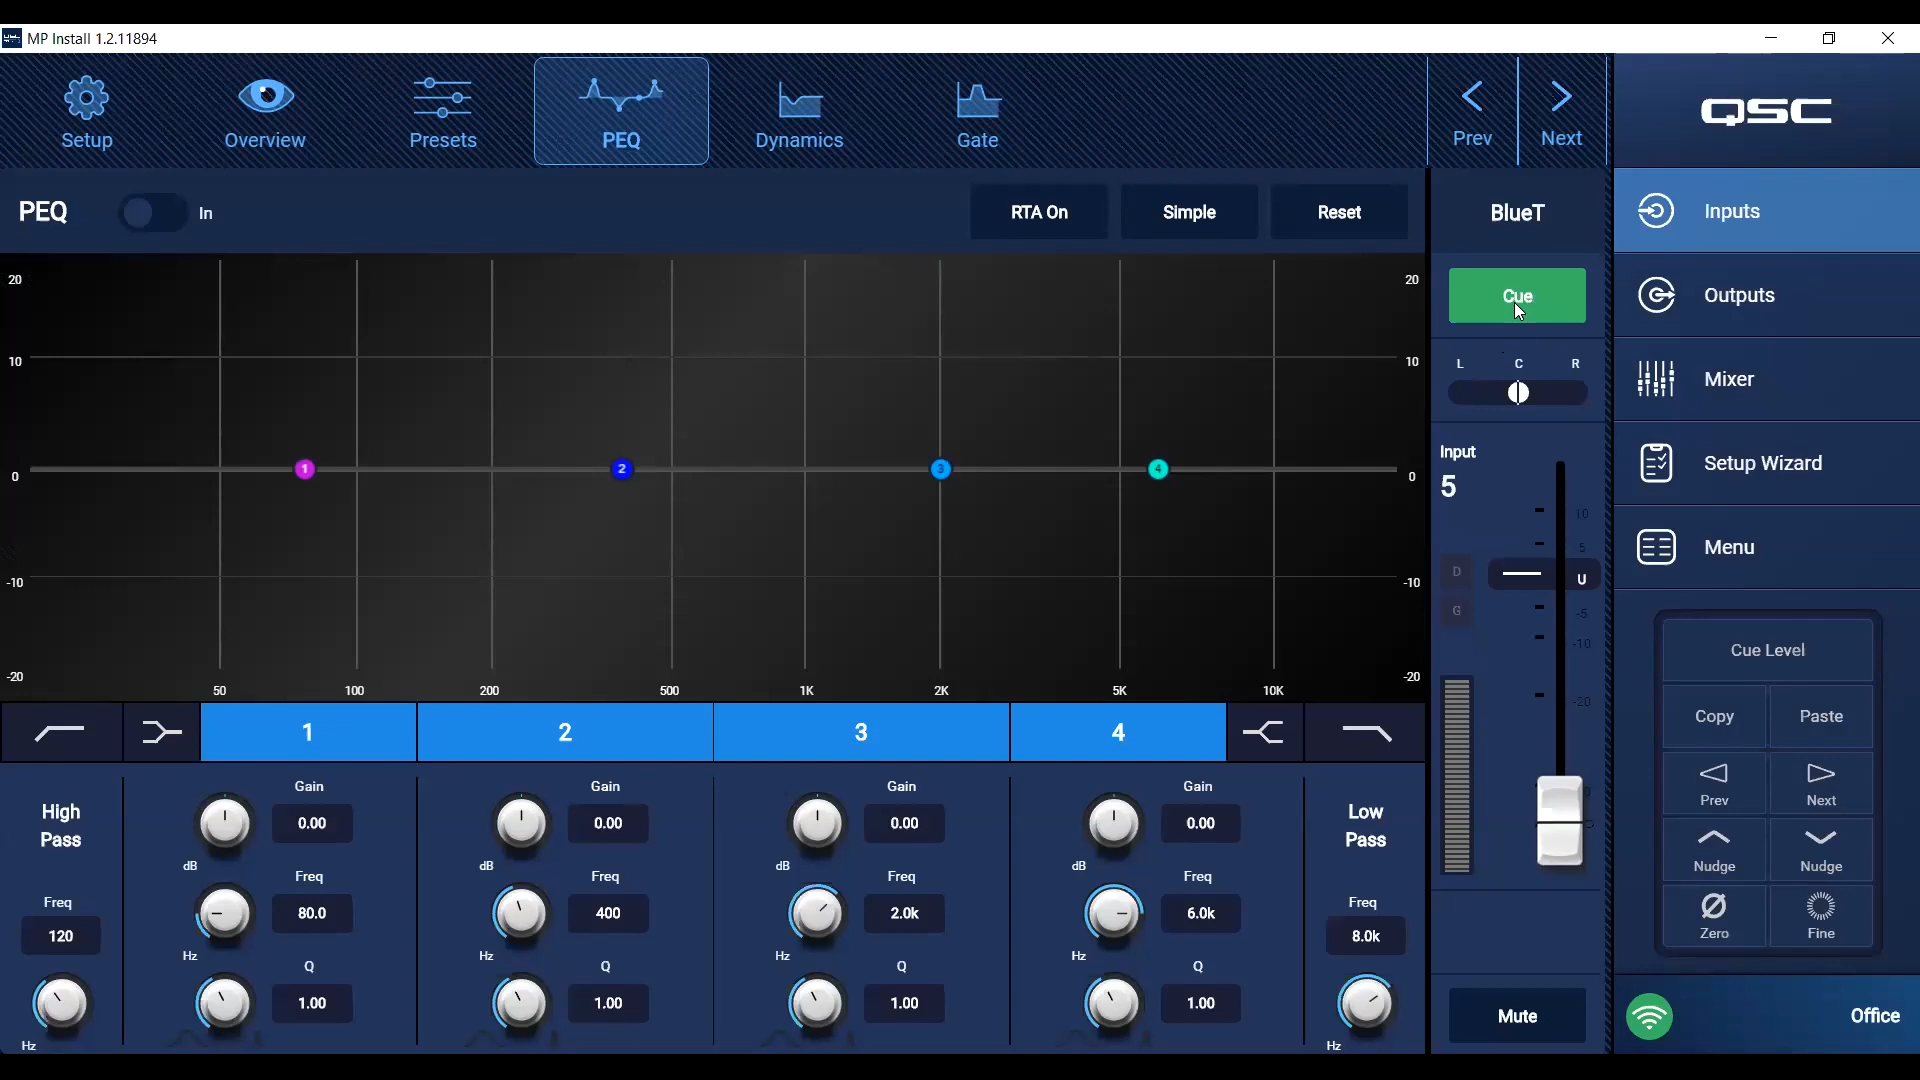 MP Install 1.2.11894
Setup
Overview
Presets
PEQ
Dynamics
Gate
Prev
Next
QSC
PEQ
In
RTA On
Simple
Reset
BlueT
Inputs
20
20
Cue
Outputs
10
10
L C R
Mixer
1
2
3
4
0
0
Input
5
Setup Wizard
10
5
U
-5
-10
-20
D
G
Menu
-10
-10
-20
-20
50
100
200
500
1K
2K
5K
10K
Cue Level
Copy
Paste
Prev
Next
Nudge
Nudge
Zero
Fine
1
2
3
4
High
Pass
Freq
120
Hz
Gain
0.00
dB
Freq
80.0
Hz
Q
1.00
Gain
0.00
dB
Freq
400
Hz
Q
1.00
Gain
0.00
dB
Freq
2.0k
Hz
Q
1.00
Gain
0.00
dB
Freq
6.0k
Hz
Q
1.00
Low
Pass
Freq
8.0k
Hz
Mute
Office